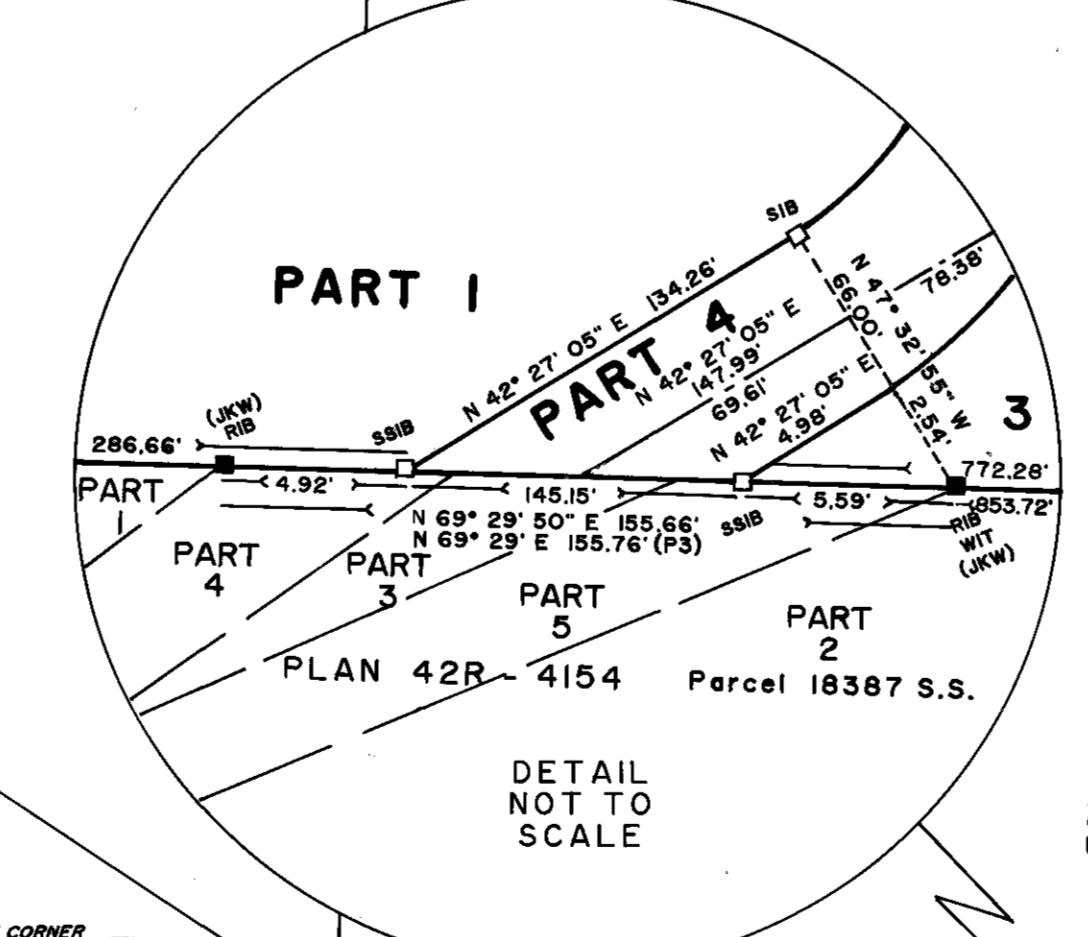 SIB
N 47° 32' 55" W
66.00'
2.54'
78.38'
PART 1
N 42° 27' 05" E 134.26'
PART 4
N 42° 27' 05" E
147.99'
69.61'
N 42° 27' 05" E
4.98'
3
(JKW)
RIB
SSIB
286.66'
772.28'
853.72'
4.92'
145.15'
5.59'
PART
1
N 69° 29' 50" E 155.66'
N 69° 29' E 155.76' (P3)
SSIB
RIB
WIT
(JKW)
PART
4
PART
3
PART
5
PART
2
PLAN 42R - 4154
Parcel 18387 S.S.
DETAIL
NOT TO
SCALE
CORNER